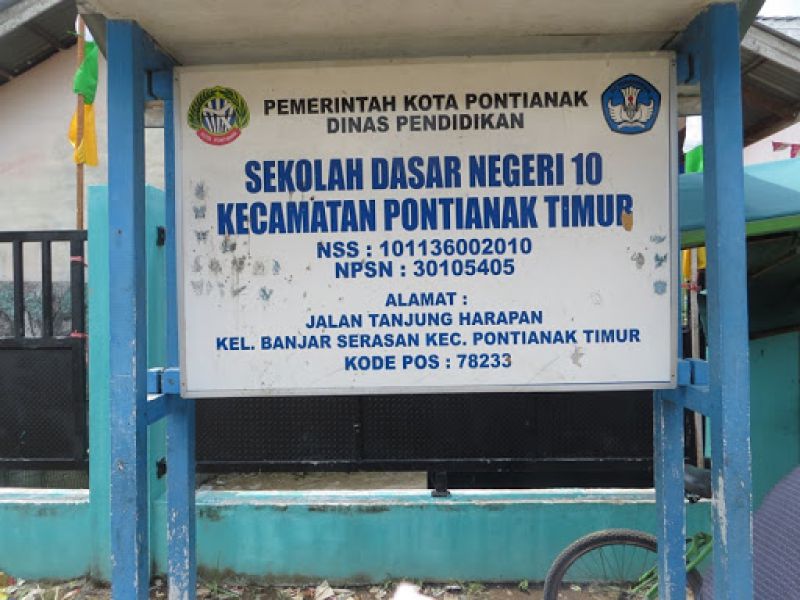 PEMERINTAH KOTA PONTIANAK
DINAS PENDIDIKAN
SEKOLAH DASAR NEGERI 10
KECAMATAN PONTIANAK TIMUR
NSS : 101136002010
NPSN : 30105405
ALAMAT :
JALAN TANJUNG HARAPAN
KEL. BANJAR SERASAN KEC. PONTIANAK TIMUR
KODE POS : 78233